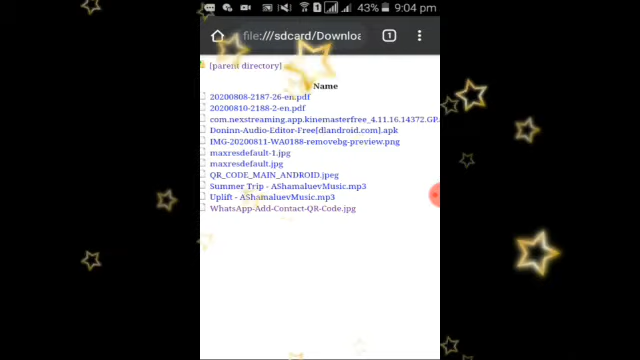 43% 9:04 pm
file:///sdcard/Downloa 1
[parent directory]
Name
20200808-2187-26-en.pdf
20200810-2188-2-en.pdf
com.nexstreaming.app.kinemasterfree_4.11.16.14372.GP.
Doninn-Audio-Editor-Free[dlandroid.com].apk
IMG-20200811-WA0188-removebg-preview.png
maxresdefault-1.jpg
maxresdefault.jpg
QR_CODE_MAIN_ANDROID.jpeg
Summer Trip - AShamaluevMusic.mp3
Uplift - AShamaluevMusic.mp3
WhatsApp-Add-Contact-QR-Code.jpg